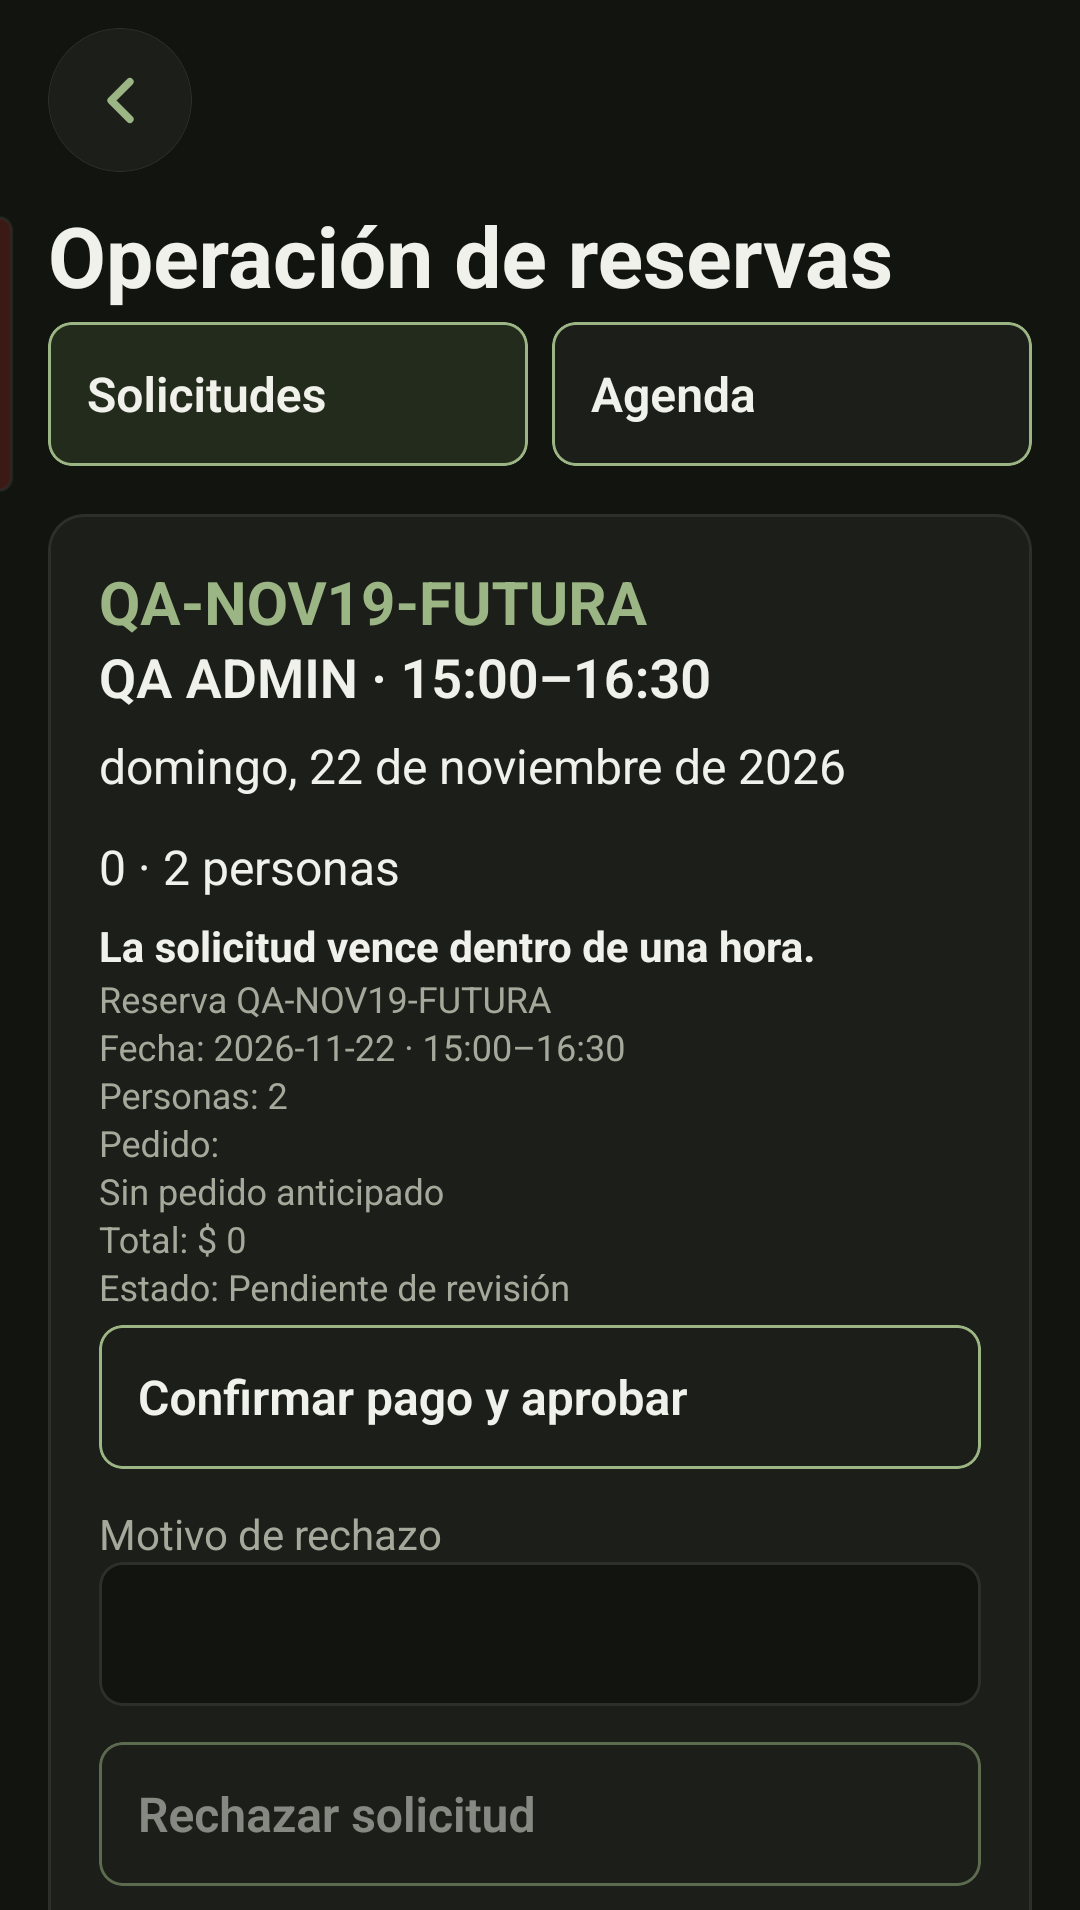 Operación de reservas
Solicitudes
Agenda
QA-NOV19-FUTURA
QA ADMIN · 15:00–16:30
domingo, 22 de noviembre de 2026
0 · 2 personas
La solicitud vence dentro de una hora.
Reserva QA-NOV19-FUTURA
Fecha: 2026-11-22 · 15:00–16:30
Personas: 2
Pedido:
Sin pedido anticipado
Total: $ 0
Estado: Pendiente de revisión
Confirmar pago y aprobar
Motivo de rechazo
Rechazar solicitud